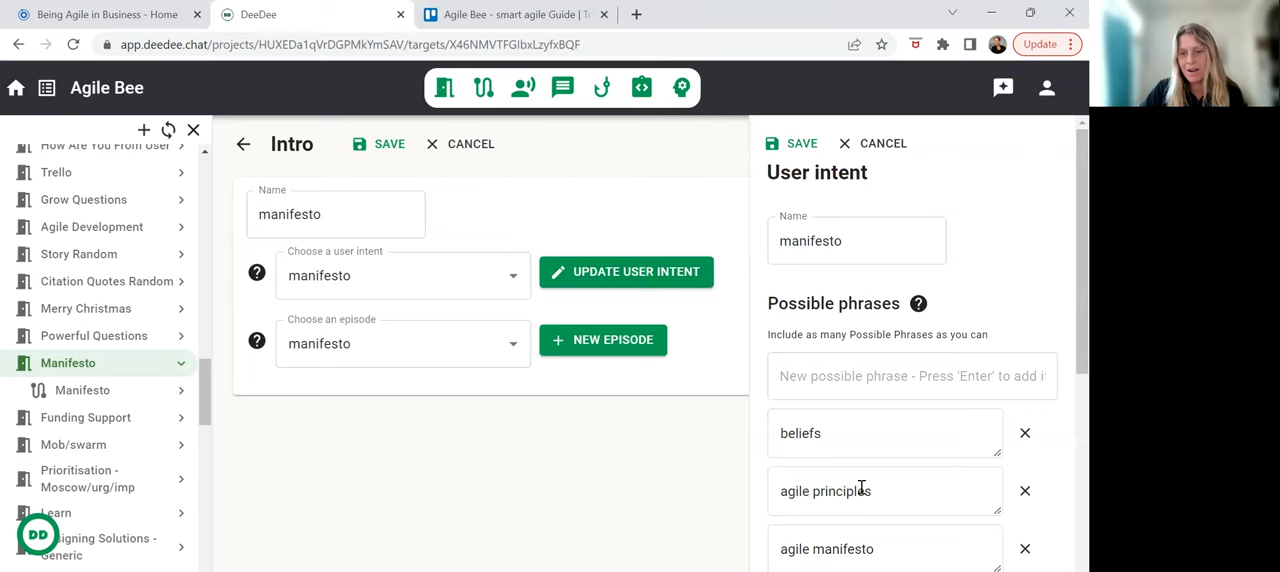 Being Agile in Business - Home
DeeDee
Agile Bee - smart agile Guide | T
app.deedee.chat/projects/HUXEDa1qVrDGPMkYmSAV/targets/X46NMVTFGIbxLzyfxBQF
Update
Agile Bee
How Are You From User
Trello
Grow Questions
Agile Development
Story Random
Citation Quotes Random
Merry Christmas
Powerful Questions
Manifesto
Manifesto
Funding Support
Mob/swarm
Prioritisation -
Moscow/urg/imp
Learn
signing Solutions -
Generic
DD
Intro
SAVE
CANCEL
Name
manifesto
Choose a user intent
manifesto
UPDATE USER INTENT
Choose an episode
manifesto
NEW EPISODE
SAVE
CANCEL
User intent
Name
manifesto
Possible phrases
Include as many Possible Phrases as you can
New possible phrase - Press 'Enter' to add i
beliefs
agile principles
agile manifesto